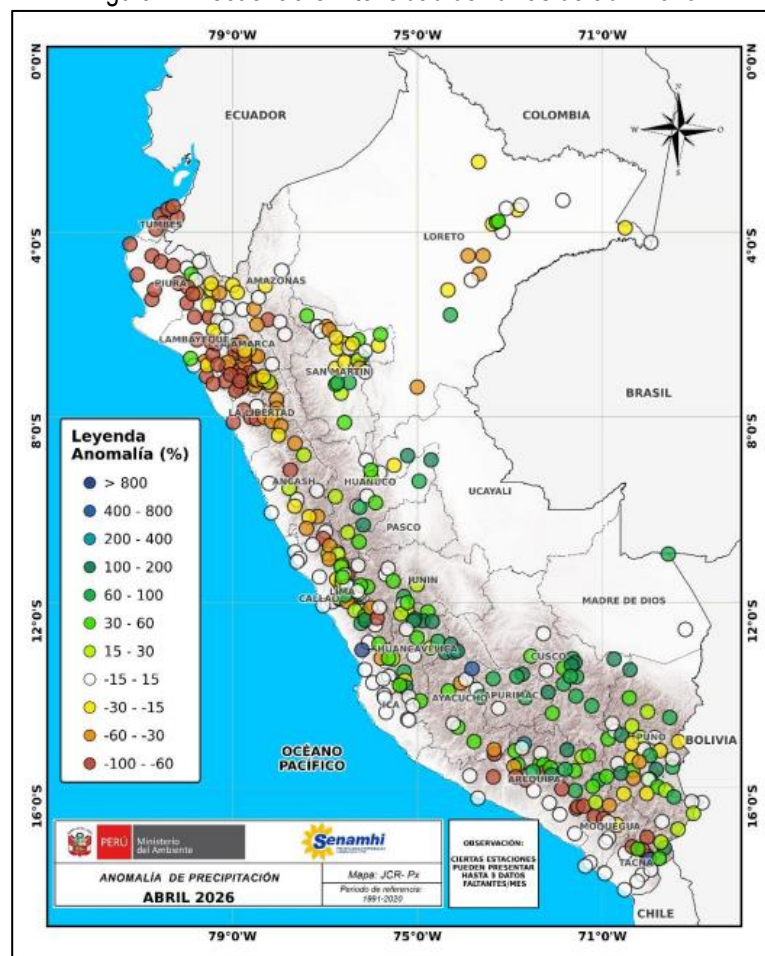 79°0'W 75°0'W 71°0'W
0°0'N 0°0'N
ECUADOR
COLOMBIA
N
W O
S
TUMBES
4°0'S 4°0'S
LORETO
PIURA
AMAZONAS
LAMBAYEQUE
AMARCA
SAN MARTIN
BRASIL
LA LIBERTAD
8°0'S 8°0'S
Leyenda
Anomalía (%)
> 800
400 - 800
200 - 400
100 - 200
60 - 100
30 - 60
15 - 30
-15 - 15
-30 - -15
-60 - -30
-100 - -60
ANCASH
HUANUCO
UCAYALI
PASCO
JUNIN
LIMA
CALLAO
MADRE DE DIOS
12°0'S 12°0'S
HUANCAVELICA
CUSCO
AYACUCHO
APURIMAC
ICA
PUNO
BOLIVIA
OCÉANO
PACÍFICO
AREQUIPA
16°0'S 16°0'S
MOQUEGUA
TACNA
CHILE
PERÚ
Ministerio
del Ambiente
Senamhi
ANOMALÍA DE PRECIPITACIÓN
ABRIL 2026
Mapa: JCR- Px
Periodo de referencia:
1991-2020
OBSERVACIÓN:
CIERTAS ESTACIONES
PUEDEN PRESENTAR
HASTA 3 DATOS
FALTANTES/MES
79°0'W 75°0'W 71°0'W